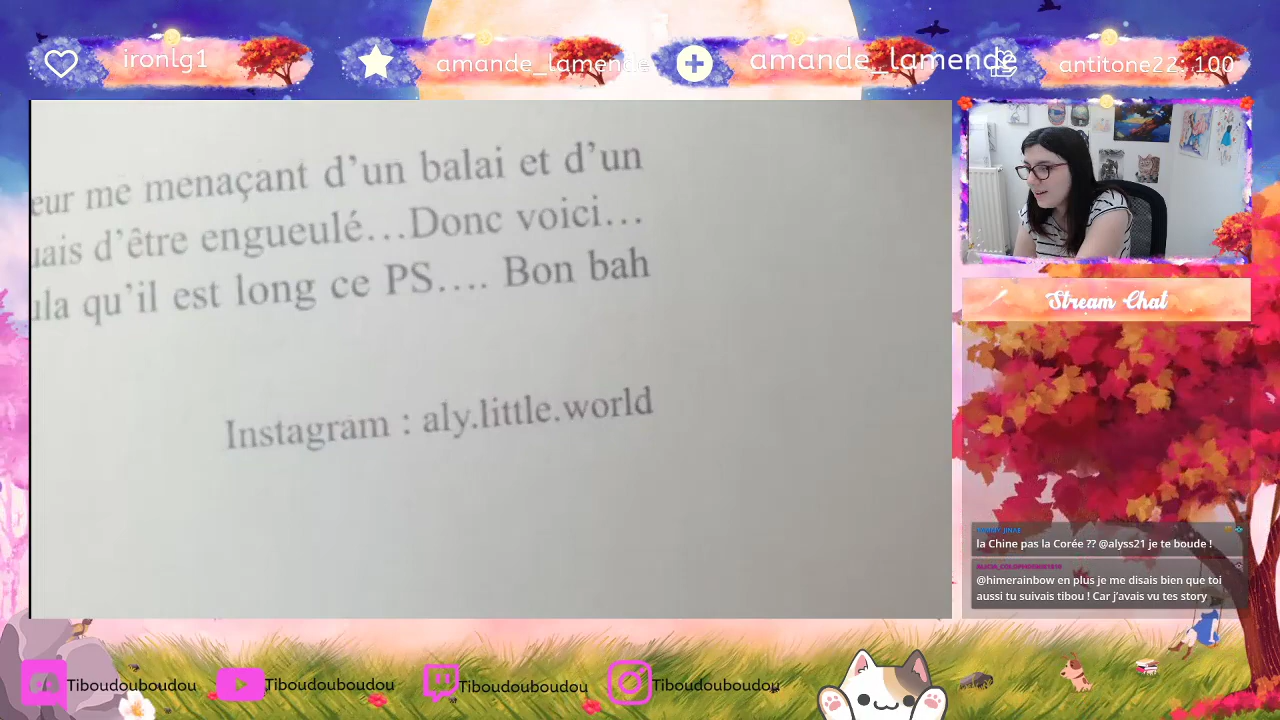 ironlg1
amande_lamende
amande_lamende
antitone22: 100
eur me menaçant d’un balai et d’un
uais d’être engueulé…Donc voici…
ula qu’il est long ce PS…. Bon bah
Instagram : aly.little.world
Stream Chat
la Chine pas la Corée ?? @alyss21 je te boude !
@himerainbow en plus je me disais bien que toi
aussi tu suivais tibou ! Car j’avais vu tes story
Tiboudouboudou
Tiboudouboudou
Tiboudouboudou
Tiboudouboudou